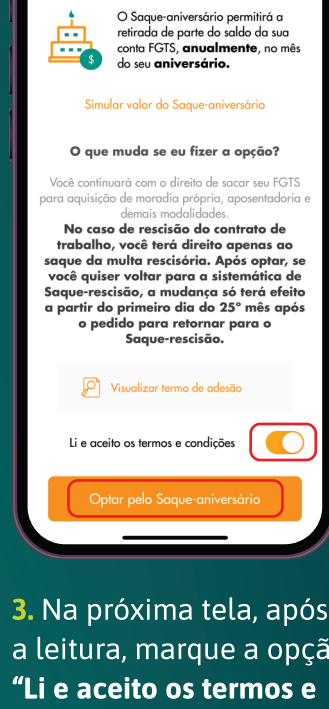 O Saque-aniversário permitirá a
retirada de parte do saldo da sua
conta FGTS, anualmente, no mês
do seu aniversário.
$
Simular valor do Saque-aniversário
O que muda se eu fizer a opção?
Você continuará com o direito de sacar seu FGTS
para aquisição de moradia própria, aposentadoria e
demais modalidades.
No caso de rescisão do contrato de
trabalho, você terá direito apenas ao
saque da multa rescisória. Após optar, se
você quiser voltar para a sistemática de
Saque-rescisão, a mudança só terá efeito
a partir do primeiro dia do 25º mês após
o pedido para retornar para o
Saque-rescisão.
Visualizar termo de adesão
Li e aceito os termos e condições
Optar pelo Saque-aniversário
3. Na próxima tela, após
a leitura, marque a opçã
“Li e aceito os termos e